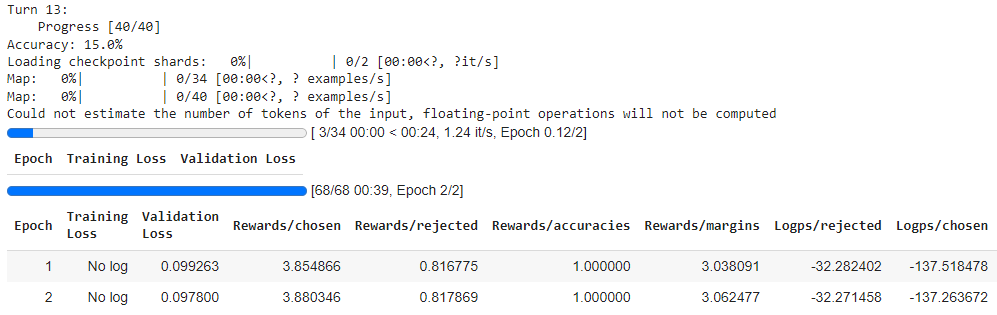 Turn 13:
Progress [40/40]
Accuracy: 15.0%
Loading checkpoint shards:   0%|          | 0/2 [00:00<?, ?it/s]
Map:   0%|          | 0/34 [00:00<?, ? examples/s]
Map:   0%|          | 0/40 [00:00<?, ? examples/s]
Could not estimate the number of tokens of the input, floating-point operations will not be computed
[ 3/34 00:00 < 00:24, 1.24 it/s, Epoch 0.12/2]
Epoch Training Loss Validation Loss
[68/68 00:39, Epoch 2/2]
Epoch Training Loss Validation Loss Rewards/chosen Rewards/rejected Rewards/accuracies Rewards/margins Logps/rejected Logps/chosen
1 No log 0.099263 3.854866 0.816775 1.000000 3.038091 -32.282402 -137.518478
2 No log 0.097800 3.880346 0.817869 1.000000 3.062477 -32.271458 -137.263672